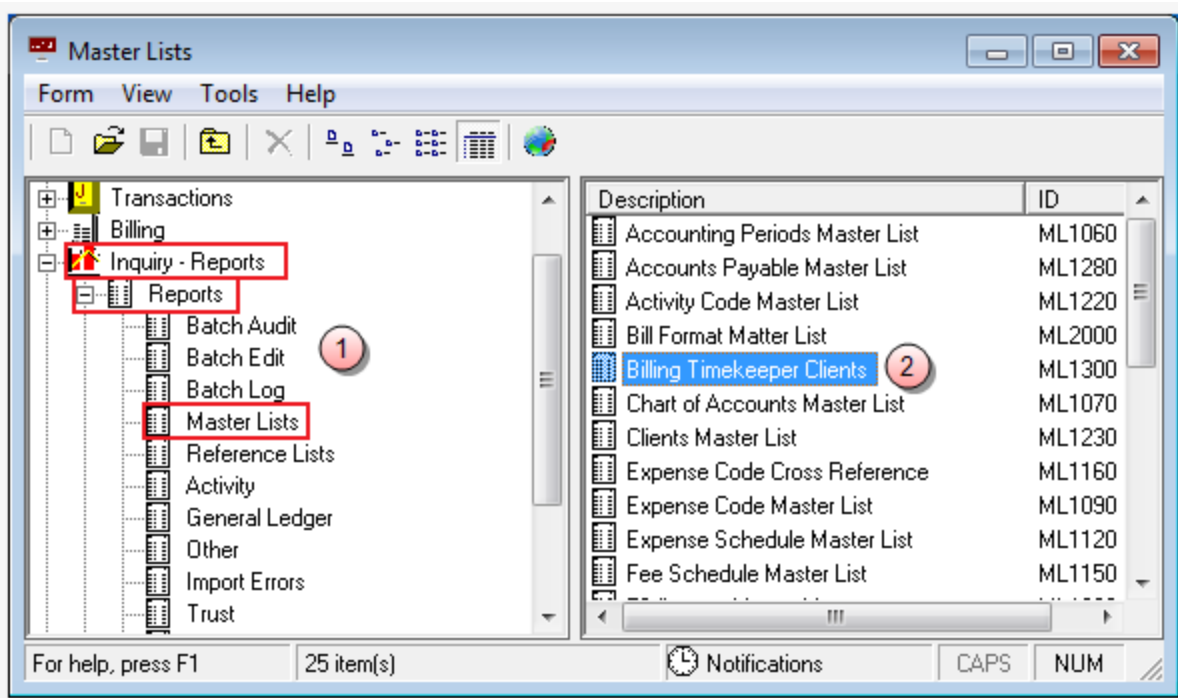 Master Lists
Form View Tools Help
Transactions
Billing
Inquiry - Reports
Reports
Batch Audit
Batch Edit
Batch Log
Master Lists
Reference Lists
Activity
General Ledger
Other
Import Errors
Trust
1
Description ID
Accounting Periods Master List ML1060
Accounts Payable Master List ML1280
Activity Code Master List ML1220
Bill Format Matter List ML2000
Billing Timekeeper Clients 2 ML1300
Chart of Accounts Master List ML1070
Clients Master List ML1230
Expense Code Cross Reference ML1160
Expense Code Master List ML1090
Expense Schedule Master List ML1120
Fee Schedule Master List ML1150
For help, press F1 25 item(s) Notifications CAPS NUM